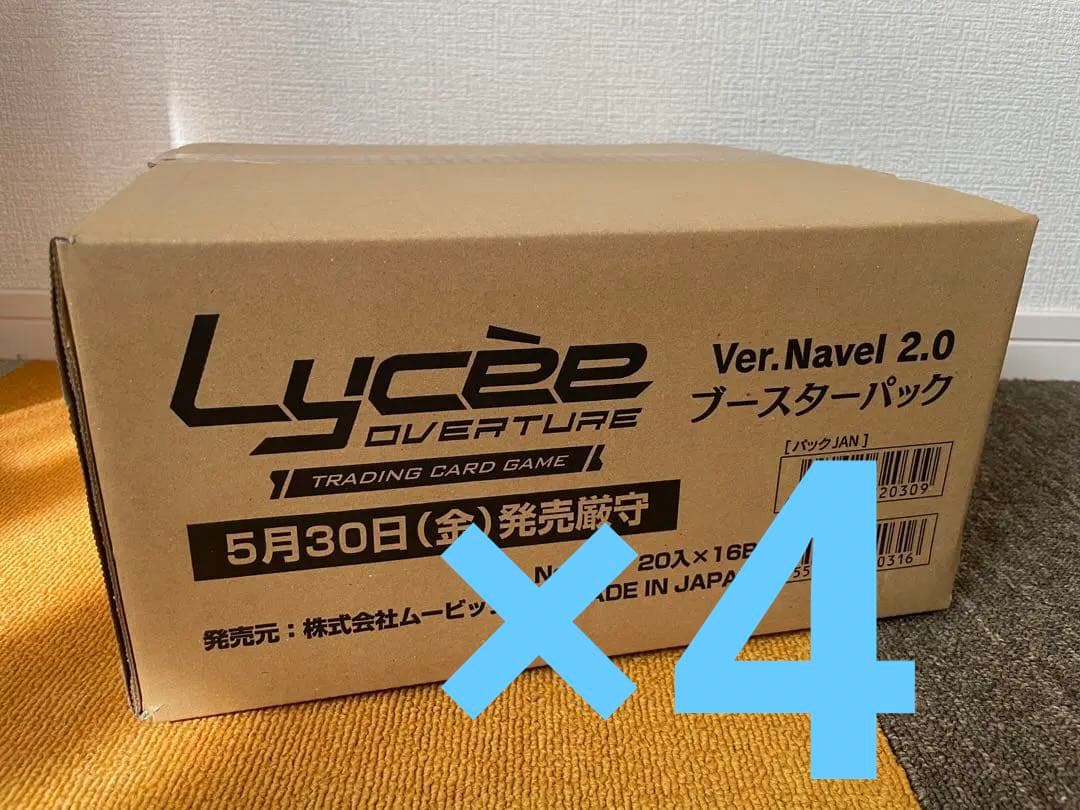 Lycèe
OVERTURE
TRADING CARD GAME
Ver.Navel 2.0
ブースターパック
[パックJAN]
20309
5月30日(金)発売厳守
20入×16B
0316
MADE IN JAPA
発売元:株式会社ムービッ
×4